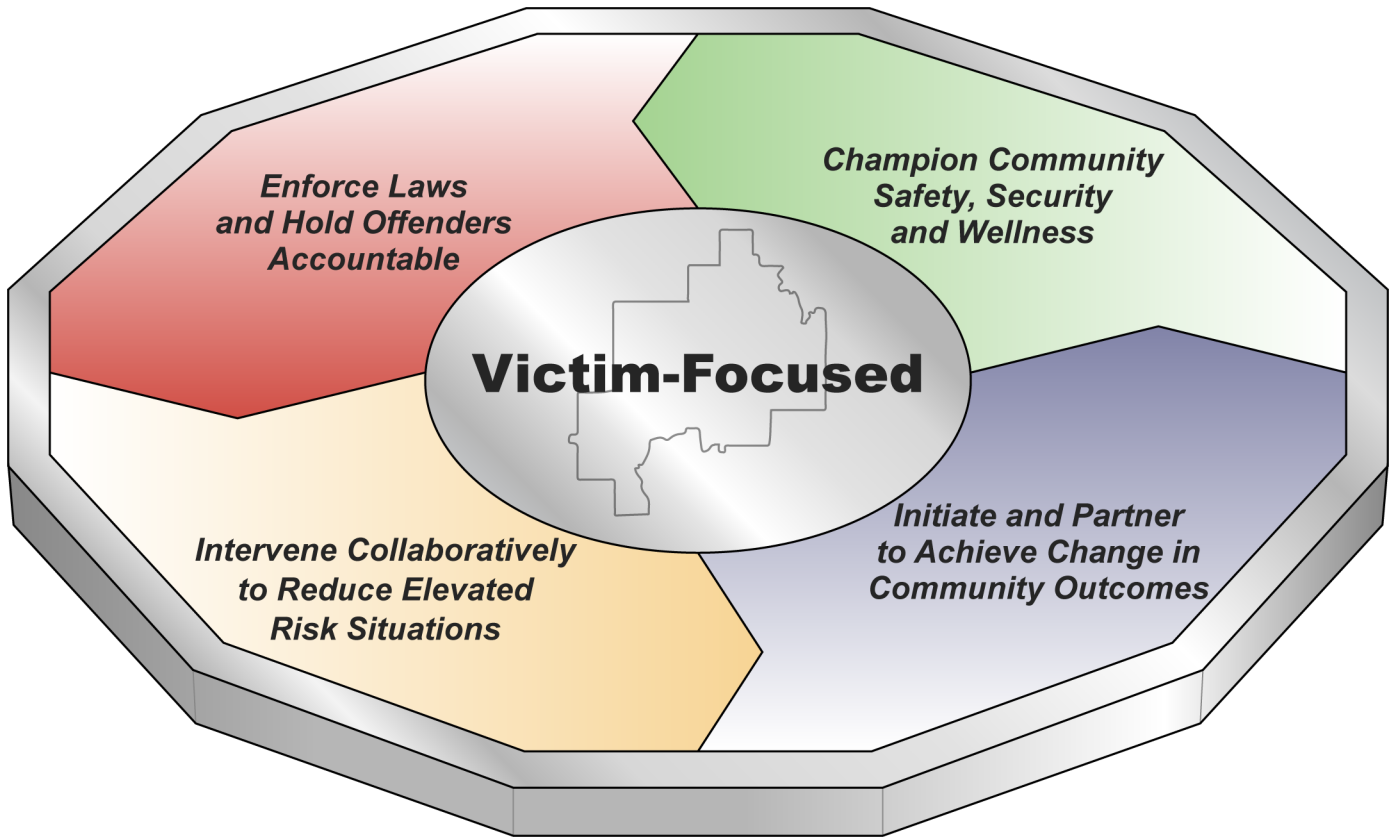 Enforce Laws
and Hold Offenders
Accountable
Champion Community
Safety, Security
and Wellness
Victim-Focused
Intervene Collaboratively
to Reduce Elevated
Risk Situations
Initiate and Partner
to Achieve Change in
Community Outcomes